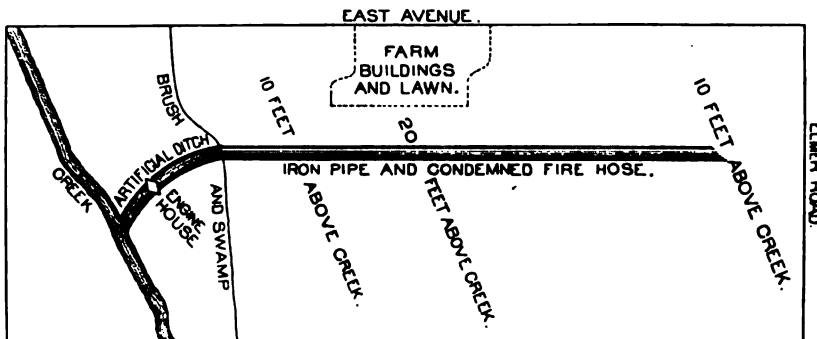 EAST AVENUE.
FARM
BUILDINGS
AND LAWN.
BRUSH
AND SWAMP
10 FEET
ABOVE CREEK.
20
FEET ABOVE CREEK.
10 FEET
ABOVE CREEK.
ARTIFICIAL DITCH
CREEK
ENGINE
HOUSE
IRON PIPE AND CONDEMNED FIRE HOSE.
ROAD.